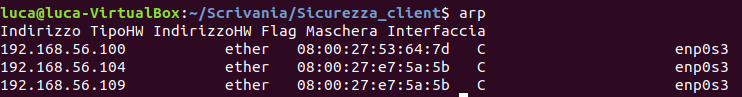 luca@luca-VirtualBox:~/Scrivania/Sicurezza_client$ arp
Indirizzo TipoHW IndirizzoHW Flag Maschera Interfaccia
192.168.56.100 ether 08:00:27:53:64:7d C enp0s3
192.168.56.104 ether 08:00:27:e7:5a:5b C enp0s3
192.168.56.109 ether 08:00:27:e7:5a:5b C enp0s3